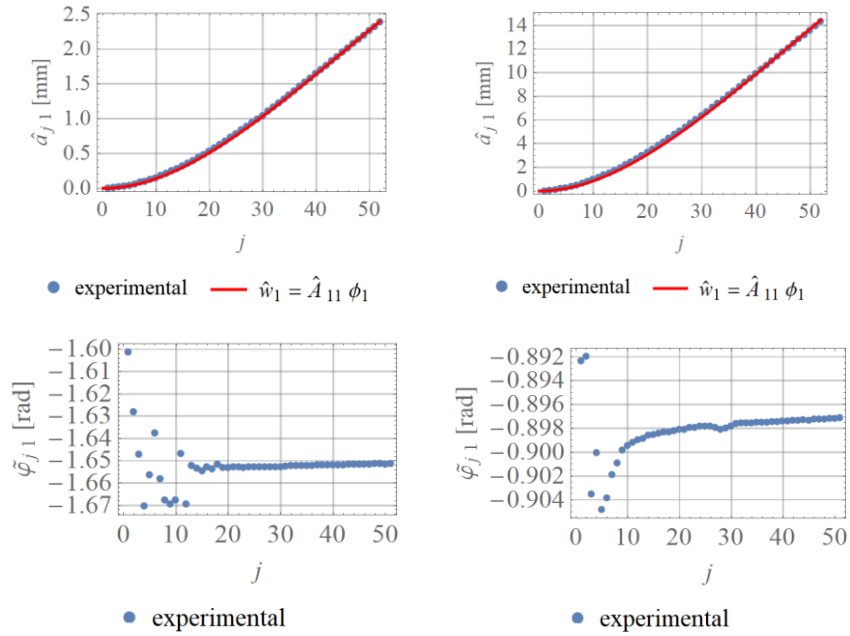 2.5
2.0
1.5
1.0
0.5
0.0
â_{j 1} [mm]
0 10 20 30 40 50
j
experimental ŵ_1 = Â_{11} ϕ_1
14
12
10
8
6
4
2
0
â_{j 1} [mm]
0 10 20 30 40 50
j
experimental ŵ_1 = Â_{11} ϕ_1
−1.60
−1.61
−1.62
−1.63
−1.64
−1.65
−1.66
−1.67
φ̃_{j 1} [rad]
0 10 20 30 40 50
j
experimental
−0.892
−0.894
−0.896
−0.898
−0.900
−0.902
−0.904
φ̃_{j 1} [rad]
0 10 20 30 40 50
j
experimental